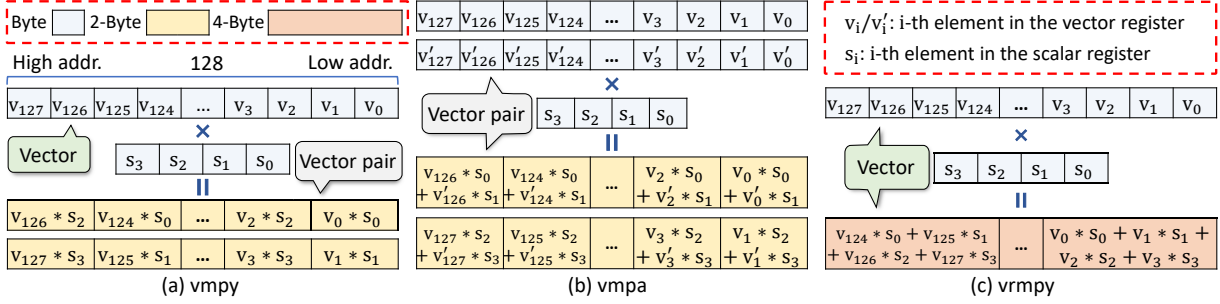 Byte 2-Byte 4-Byte
High addr. 128 Low addr.
v₁₂₇ v₁₂₆ v₁₂₅ v₁₂₄ ... v₃ v₂ v₁ v₀
×
Vector
s₃ s₂ s₁ s₀
Vector pair
=
v₁₂₆ * s₂ v₁₂₄ * s₀ ... v₂ * s₂ v₀ * s₀
v₁₂₇ * s₃ v₁₂₅ * s₁ ... v₃ * s₃ v₁ * s₁
(a) vmpy
v₁₂₇ v₁₂₆ v₁₂₅ v₁₂₄ ... v₃ v₂ v₁ v₀
v′₁₂₇ v′₁₂₆ v′₁₂₅ v′₁₂₄ ... v′₃ v′₂ v′₁ v′₀
×
Vector pair
s₃ s₂ s₁ s₀
=
v₁₂₆ * s₀ v₁₂₄ * s₀ ... v₂ * s₀ v₀ * s₀
+ v′₁₂₆ * s₁ + v′₁₂₄ * s₁ + v′₂ * s₁ + v′₀ * s₁
v₁₂₇ * s₂ v₁₂₅ * s₂ ... v₃ * s₂ v₁ * s₂
+ v′₁₂₇ * s₃ + v′₁₂₅ * s₃ + v′₃ * s₃ + v′₁ * s₃
(b) vmpa
vᵢ/v′ᵢ: i-th element in the vector register
sᵢ: i-th element in the scalar register
v₁₂₇ v₁₂₆ v₁₂₅ v₁₂₄ ... v₃ v₂ v₁ v₀
×
Vector
s₃ s₂ s₁ s₀
=
v₁₂₄ * s₀ + v₁₂₅ * s₁ ... v₀ * s₀ + v₁ * s₁ +
+ v₁₂₆ * s₂ + v₁₂₇ * s₃ v₂ * s₂ + v₃ * s₃
(c) vrmpy